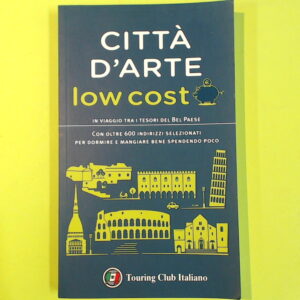 CITTÀ
D'ARTE
low cost
IN VIAGGIO TRA I TESORI DEL BEL PAESE
CON OLTRE 600 INDIRIZZI SELEZIONATI
PER DORMIRE E MANGIARE BENE SPENDENDO POCO
Touring Club Italiano